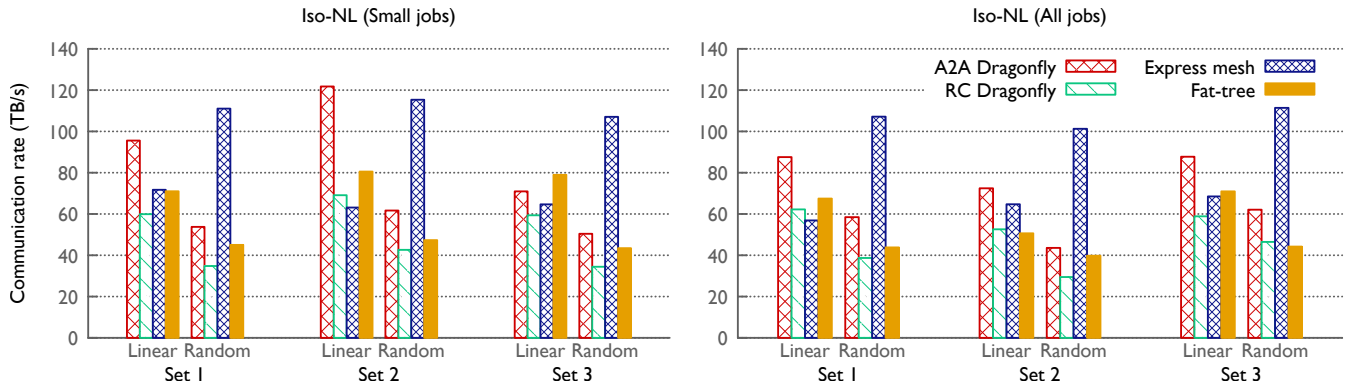 Iso-NL (Small jobs)
Communication rate (TB/s)
140
120
100
80
60
40
20
0
Linear Random Linear Random Linear Random
Set 1 Set 2 Set 3
Iso-NL (All jobs)
A2A Dragonfly Express mesh
RC Dragonfly Fat-tree
140
120
100
80
60
40
20
0
Linear Random Linear Random Linear Random
Set 1 Set 2 Set 3